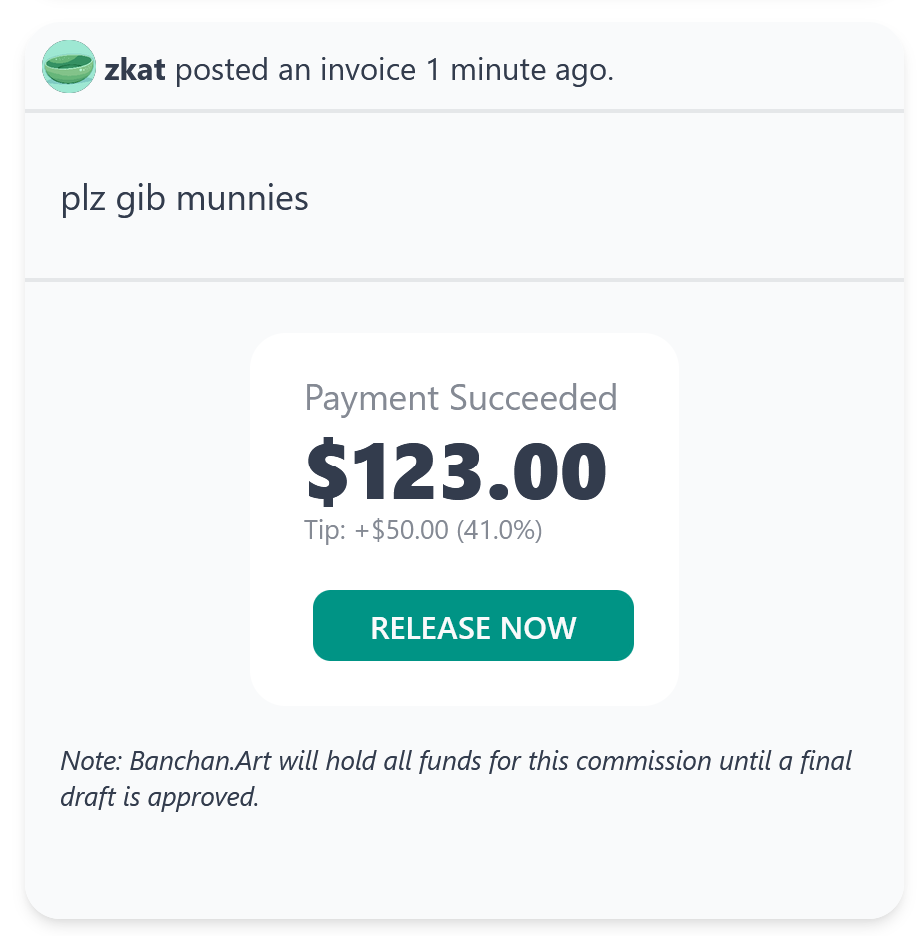 zkat posted an invoice 1 minute ago.
plz gib munnies
Payment Succeeded
$123.00
Tip: +$50.00 (41.0%)
RELEASE NOW
Note: Banchan.Art will hold all funds for this commission until a final
draft is approved.